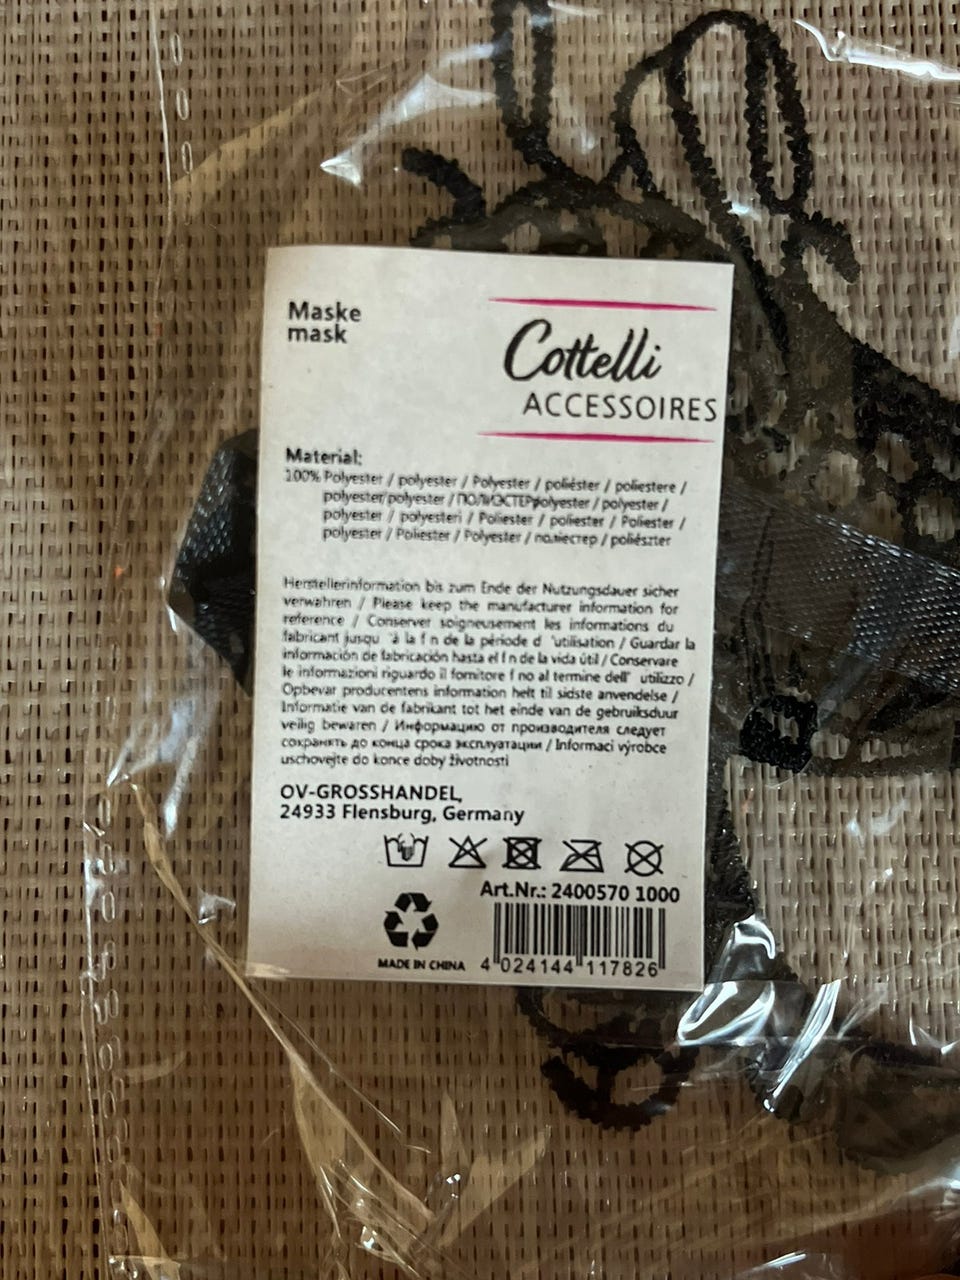 Maske
mask
Cottelli
ACCESSOIRES
Material:
100% Polyester / polyester / Polyester / poliéster / poliestere /
polyester/polyester / ПОЛИЭСТЕРpolyester / polyester /
polyester / polyesteri / Poliester / poliester / Poliester /
polyester / Poliester / Polyester / поліестер / poliészter
Herstellerinformation bis zum Ende der Nutzungsdauer sicher
verwahren / Please keep the manufacturer information for
reference / Conserver soigneusement les informations du
fabricant jusqu 'à la f n de la période d 'utilisation / Guardar la
información de fabricación hasta el f n de la vida útil / Conservare
le informazioni riguardo il fornitore f no al termine dell' utilizzo /
Opbevar producentens information helt til sidste anvendelse /
Informatie van de fabrikant tot het einde van de gebruiksduur
veilig bewaren / Информацию от производителя следует
сохранять до конца срока эксплуатации / Informaci výrobce
uschovejte do konce doby životnosti
OV-GROSSHANDEL,
24933 Flensburg, Germany
Art.Nr.: 2400570 1000
MADE IN CHINA
4 024144 117826